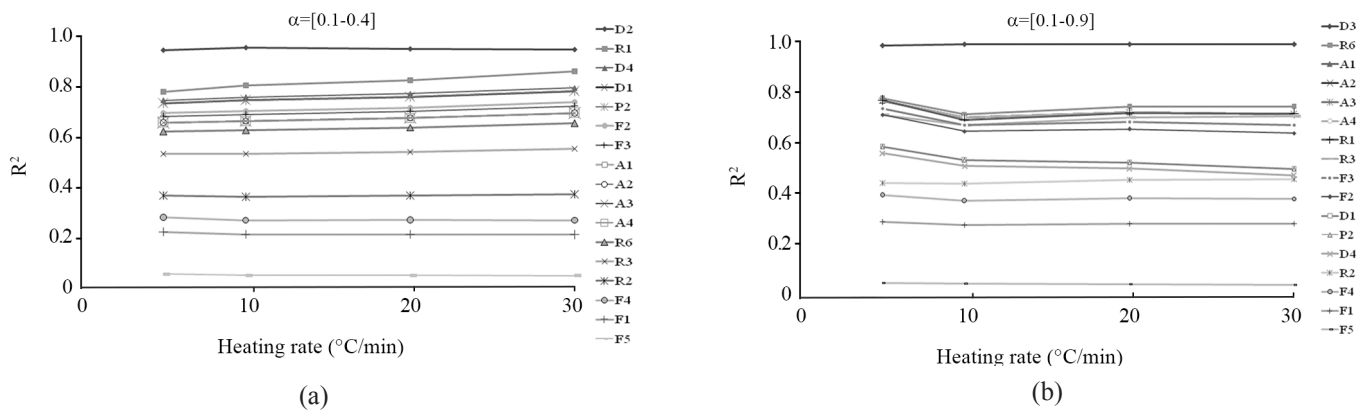 α=[0.1-0.4]
1.0
0.8
0.6
0.4
0.2
0
R²
0
10
20
30
Heating rate (°C/min)
D2
R1
D4
D1
P2
F2
F3
A1
A2
A3
A4
R6
R3
R2
F4
F1
F5
(a)
α=[0.1-0.9]
1.0
0.8
0.6
0.4
0.2
0
R²
0
10
20
30
Heating rate (°C/min)
D3
R6
A1
A2
A3
A4
R1
R3
F3
F2
D1
P2
D4
R2
F4
F1
F5
(b)